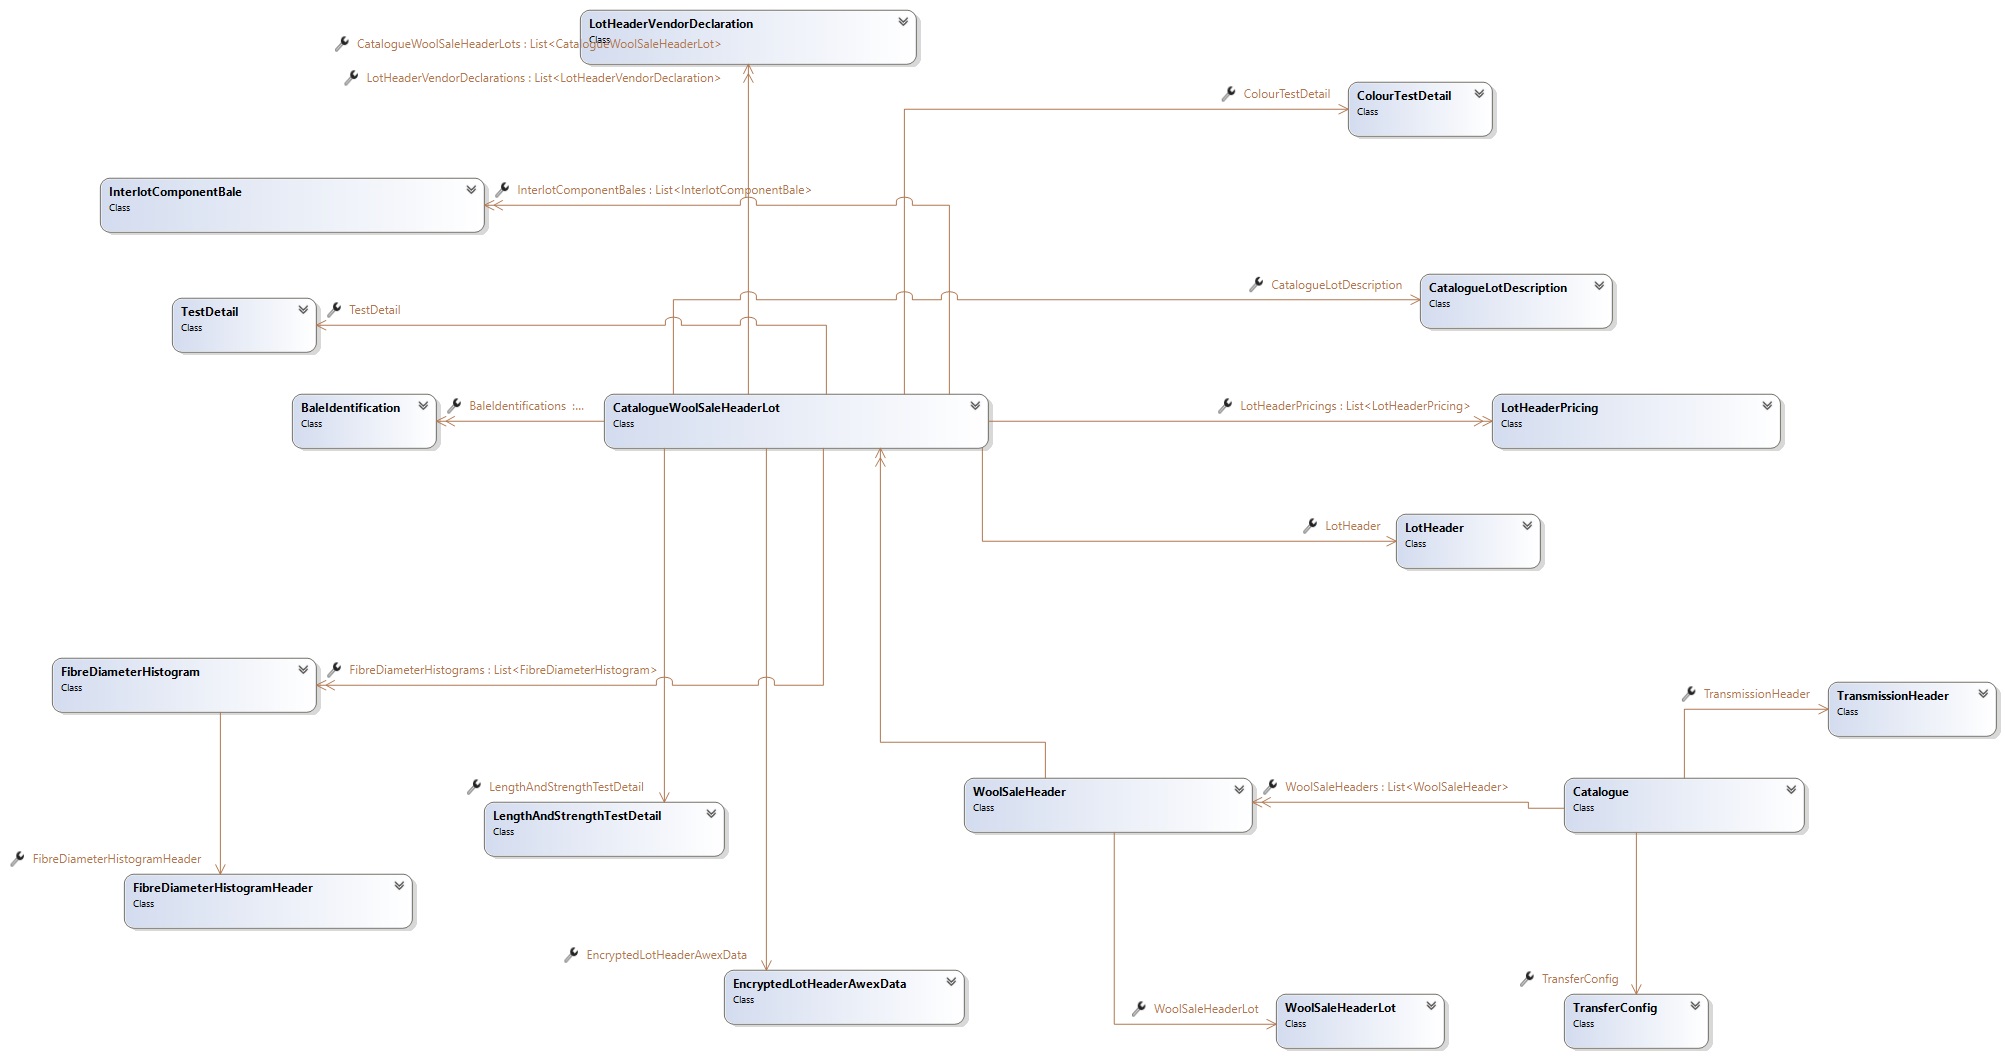 LotHeaderVendorDeclaration
Class
CatalogueWoolSaleHeaderLots : List<CatalogueWoolSaleHeaderLot>
LotHeaderVendorDeclarations : List<LotHeaderVendorDeclaration>
ColourTestDetail
ColourTestDetail
Class
InterlotComponentBale
Class
InterlotComponentBales : List<InterlotComponentBale>
CatalogueLotDescription
CatalogueLotDescription
Class
TestDetail
Class
TestDetail
BaleIdentification
Class
BaleIdentifications :...
CatalogueWoolSaleHeaderLot
Class
LotHeaderPricings : List<LotHeaderPricing>
LotHeaderPricing
Class
LotHeader
LotHeader
Class
FibreDiameterHistogram
Class
FibreDiameterHistograms : List<FibreDiameterHistogram>
TransmissionHeader
TransmissionHeader
Class
LengthAndStrengthTestDetail
LengthAndStrengthTestDetail
Class
WoolSaleHeader
Class
WoolSaleHeaders : List<WoolSaleHeader>
Catalogue
Class
FibreDiameterHistogramHeader
FibreDiameterHistogramHeader
Class
EncryptedLotHeaderAwexData
EncryptedLotHeaderAwexData
Class
WoolSaleHeaderLot
WoolSaleHeaderLot
Class
TransferConfig
TransferConfig
Class